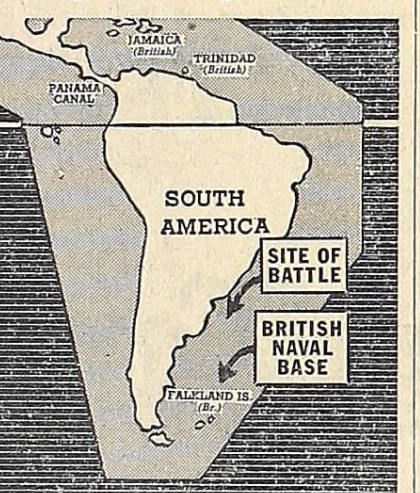 JAMAICA
(British)
TRINIDAD
(British)
PANAMA
CANAL
SOUTH
AMERICA
SITE OF
BATTLE
BRITISH
NAVAL
BASE
FALKLAND IS.
(Br.)